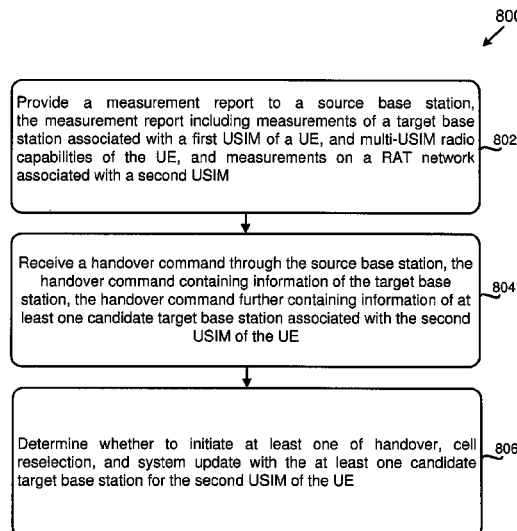 800
Provide a measurement report to a source base station,
the measurement report including measurements of a target base
station associated with a first USIM of a UE, and multi-USIM radio
capabilities of the UE, and measurements on a RAT network
associated with a second USIM
802
Receive a handover command through the source base station, the
handover command containing information of the target base
station, the handover command further containing information of at
least one candidate target base station associated with the second
USIM of the UE
804
Determine whether to initiate at least one of handover, cell
reselection, and system update with the at least one candidate
target base station for the second USIM of the UE
806